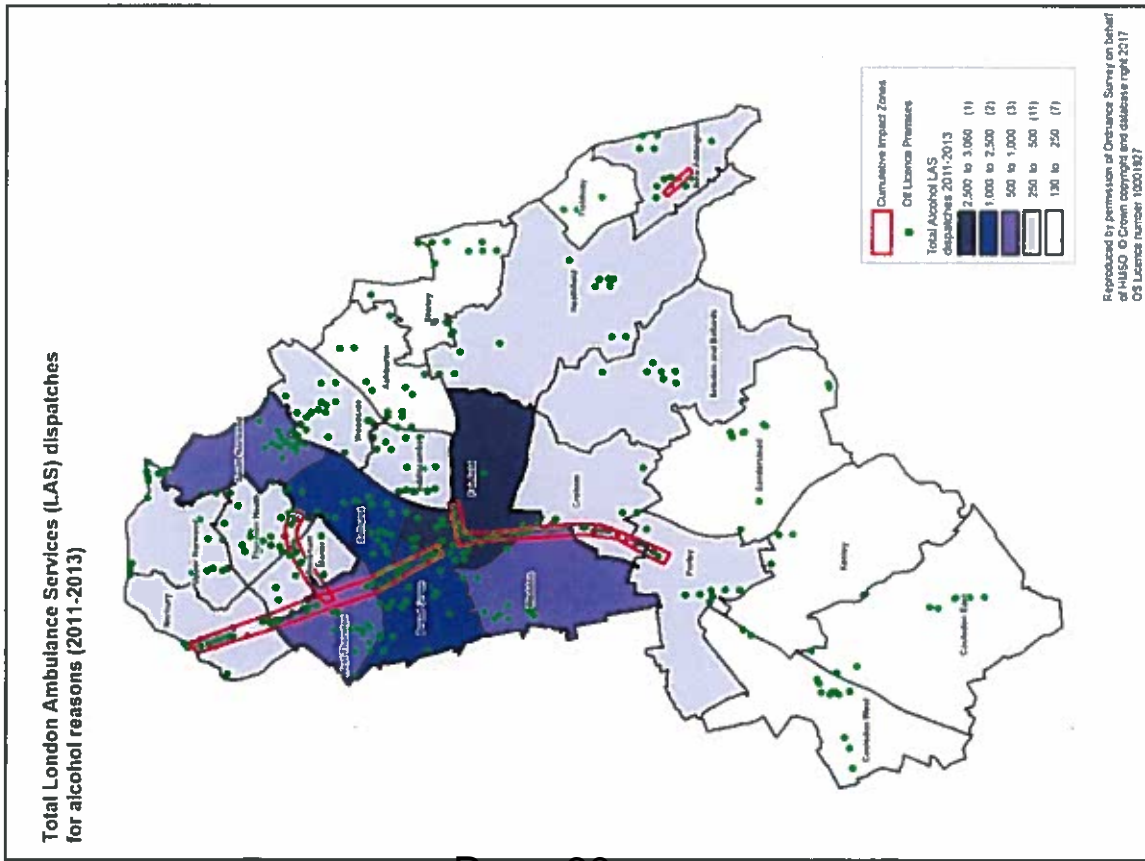 Total London Ambulance Services (LAS) dispatches
for alcohol reasons (2011-2013)
Norbury
Thornton Heath
South Norwood
Woodside
Ashburton
Shirley
Selhurst
West Thornton
Broad Green
Fairfield
Waddon
Croham
Heathfield
Fieldway
Selsdon and Ballards
Purley
Sanderstead
Kenley
Coulsdon West
Coulsdon East
Cumulative Impact Zones
Off Licence Premises
Total Alcohol LAS
dispatches 2011-2013
2,500 to 3,060 (1)
1,000 to 2,500 (2)
500 to 1,000 (3)
250 to 500 (11)
130 to 250 (7)
Reproduced by permission of Ordnance Survey on behalf
of HMSO © Crown copyright and database right 2017
OS Licence number 10001927